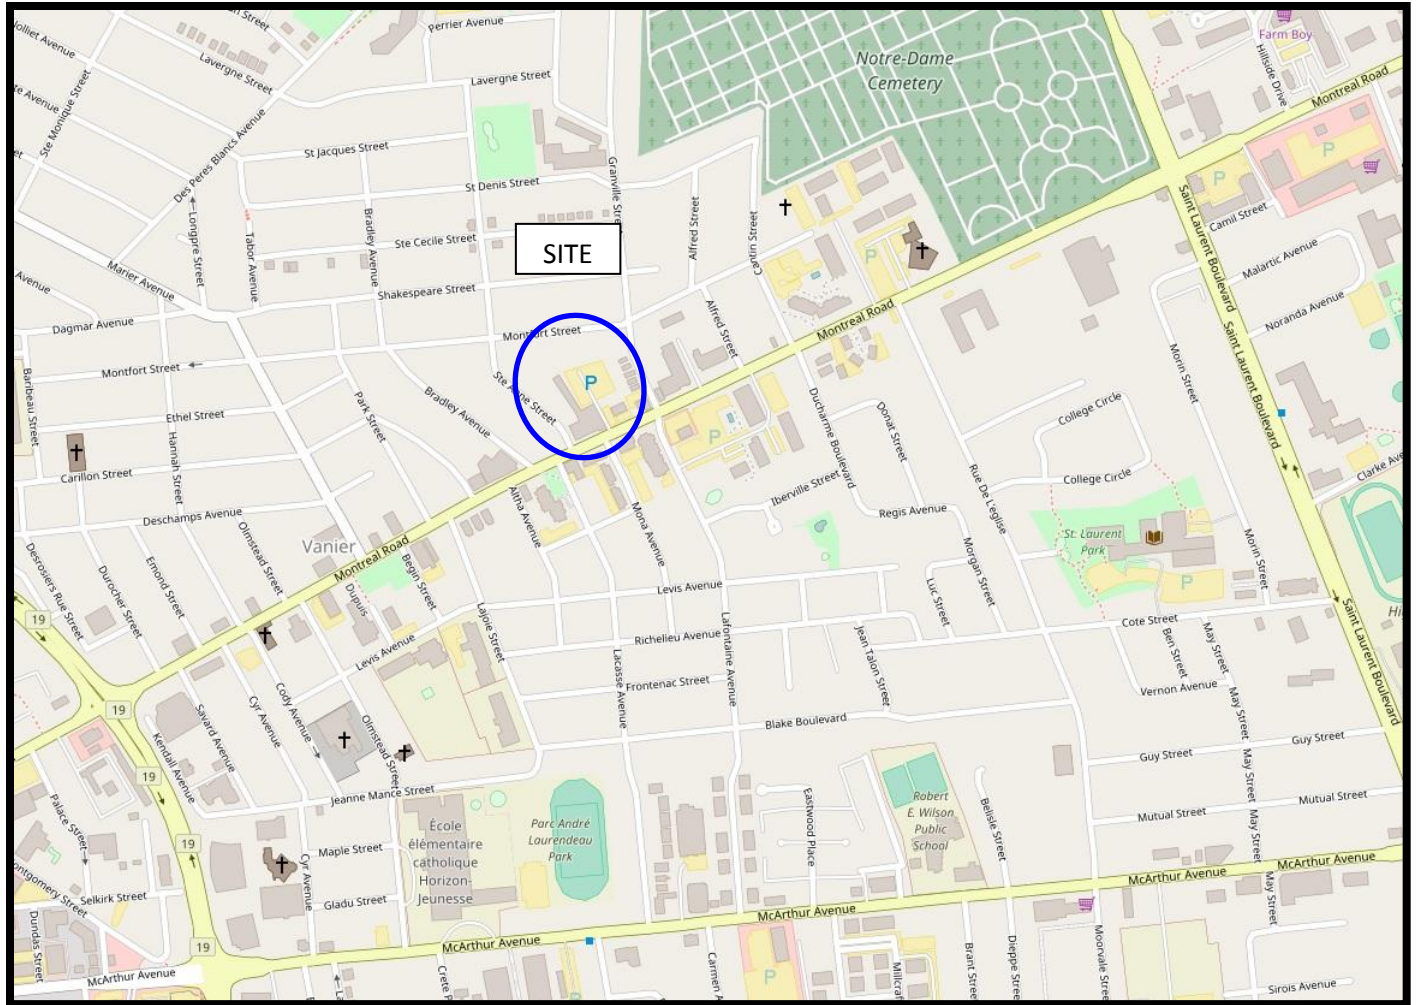 Perrier Avenue
Lavergne Street
Lavergne Street
Ste Monique Street
Des Peres Blancs Avenue
St Jacques Street
St Denis Street
Granville Street
Notre-Dame
Cemetery
Farm Boy
Hillside Drive
Montreal Road
P
P
Camil Street
Saint Laurent Boulevard
Malartic Avenue
Noranda Avenue
Longpre Street
Tabor Avenue
Bradley Avenue
Ste Cecile Street
SITE
Alfred Street
Cantin Street
P
Marier Avenue
Avenue
Shakespeare Street
Dagmar Avenue
Montfort Street
Montfort Street
Alfred Street
Montreal Road
Morin Street
Saint Laurent Boulevard
Baribeau Street
Ethel Street
Park Street
Bradley Avenue
Ste Anne Street
P
P
Ducharme Boulevard
Donat Street
College Circle
College Circle
Carillon Street
Hannah Street
Deschamps Avenue
Olmstead Street
Altha Avenue
Mona Avenue
Iberville Street
Regis Avenue
Rue De L'eglise
Clarke Ave
St. Laurent
Park
P
Vanier
Montreal Road
Desrosiers Rue Street
Durocher Street
Emond Street
Dupuis
Begin Street
Lajoie Street
Levis Avenue
Levis Avenue
Luc Street
Morgan Street
Morin Street
Cote Street
Saint Laurent Boulevard
19
Richelieu Avenue
Lacasse Avenue
Lafontaine Avenue
Jean Talon Street
Ben Street
May Street
May Street
Vernon Avenue
Frontenac Street
Blake Boulevard
Guy Street
Guy Street
19
Savard Avenue
Cyr Avenue
Cody Avenue
Olmstead Street
Kendall Avenue
19
Jeanne Mance Street
Palace Street
École
élémentaire
catholique
Horizon-
Jeunesse
Parc André
Laurendeau
Park
Eastwood Place
Robert
E. Wilson
Public
School
Belisle Street
May Street
Mutual Street
Mutual Street
Maple Street
Cyr Avenue
Gladu Street
Selkirk Street
Dundas Street
19
McArthur Avenue
McArthur Avenue
McArthur Avenue
McArthur Avenue
McArthur Avenue
May Street
P
Brant Street
Dieppe Street
Moorvale Street
Sirois Avenue